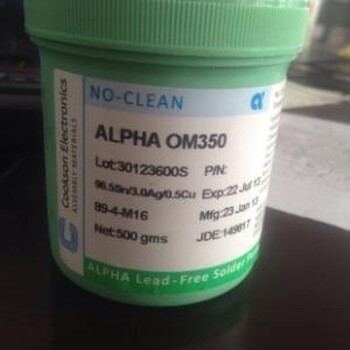 Cookson Electronics
ASSEMBLY MATERIALS
NO-CLEAN
ALPHA OM350
Lot:30123600S P/N:
96.5Sn/3.0Ag/0.5Cu Exp:22 Jul 13
89-4-M16 Mfg:23 Jan 13
Net:500 gms JDE:149817
ALPHA Lead-Free Solder